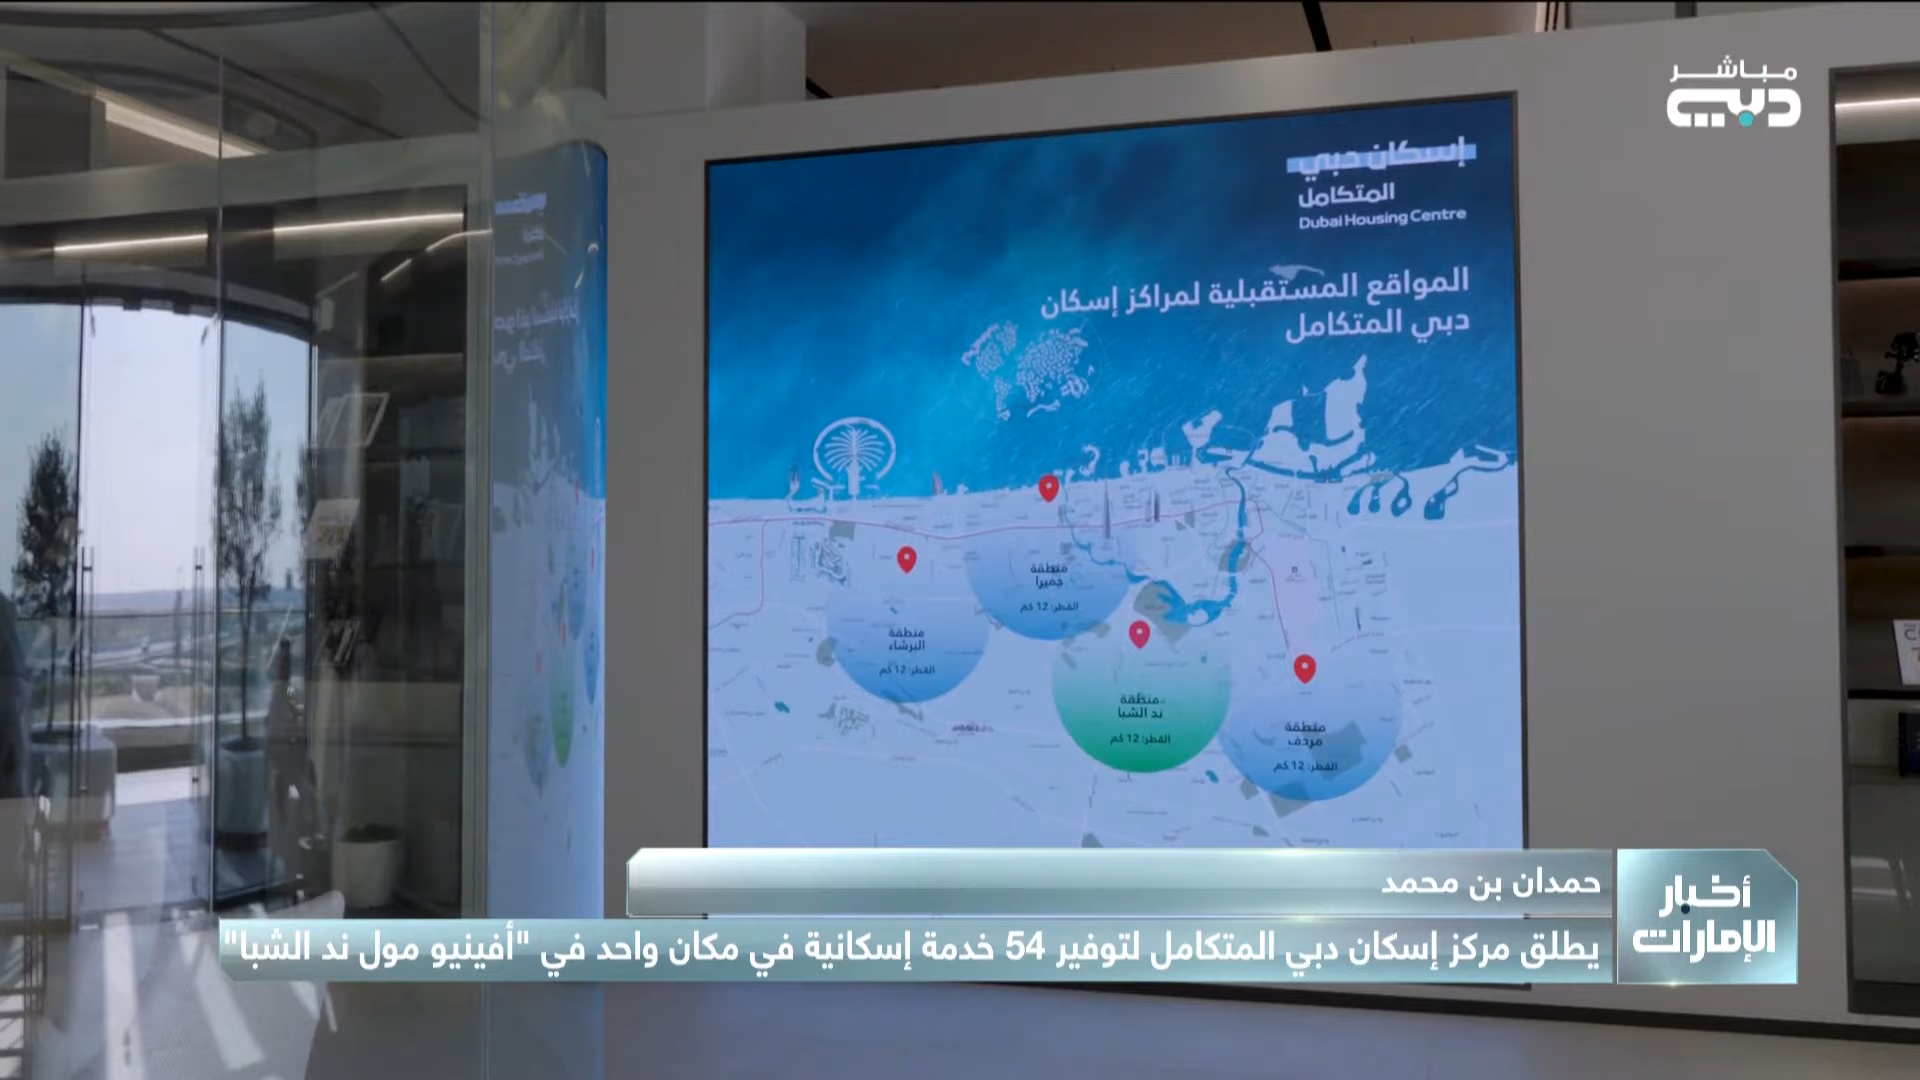 مباشر
دبي
إسكان دبي
المتكامل
Dubai Housing Centre
المواقع المستقبلية لمراكز إسكان
دبي المتكامل
منطقة
جميرا
القطر: 12 كم
منطقة
البرشاء
القطر: 12 كم
منطقة
ند الشبا
القطر: 12 كم
منطقة
مردف
القطر: 12 كم
أخبار
الإمارات
حمدان بن محمد
يطلق مركز إسكان دبي المتكامل لتوفير 54 خدمة إسكانية في مكان واحد في "أفينيو مول ند الشبا"